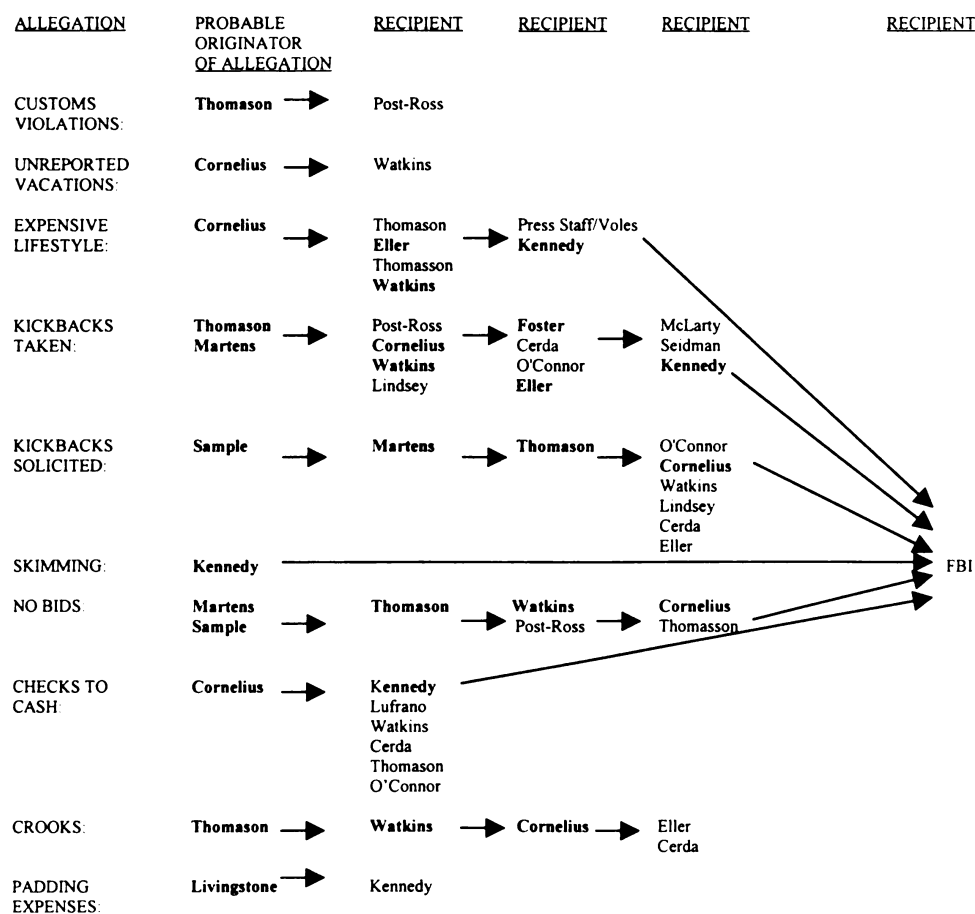 ALLEGATION PROBABLE RECIPIENT RECIPIENT RECIPIENT RECIPIENT
ORIGINATOR
OF ALLEGATION
CUSTOMS Thomason Post-Ross
VIOLATIONS:
UNREPORTED Cornelius Watkins
VACATIONS:
EXPENSIVE Cornelius Thomason Press Staff/Voles
LIFESTYLE: Eller Kennedy
Thomasson
Watkins
KICKBACKS Thomason Post-Ross Foster McLarty
TAKEN: Martens Cornelius Cerda Seidman
Watkins O'Connor Kennedy
Lindsey Eller
KICKBACKS Sample Martens Thomason O'Connor
SOLICITED: Cornelius
Watkins
Lindsey
Cerda
Eller
SKIMMING: Kennedy FBI
NO BIDS: Martens Thomason Watkins Cornelius
Sample Post-Ross Thomasson
CHECKS TO Cornelius Kennedy
CASH: Lufrano
Watkins
Cerda
Thomason
O'Connor
CROOKS: Thomason Watkins Cornelius Eller
Cerda
PADDING Livingstone Kennedy
EXPENSES: